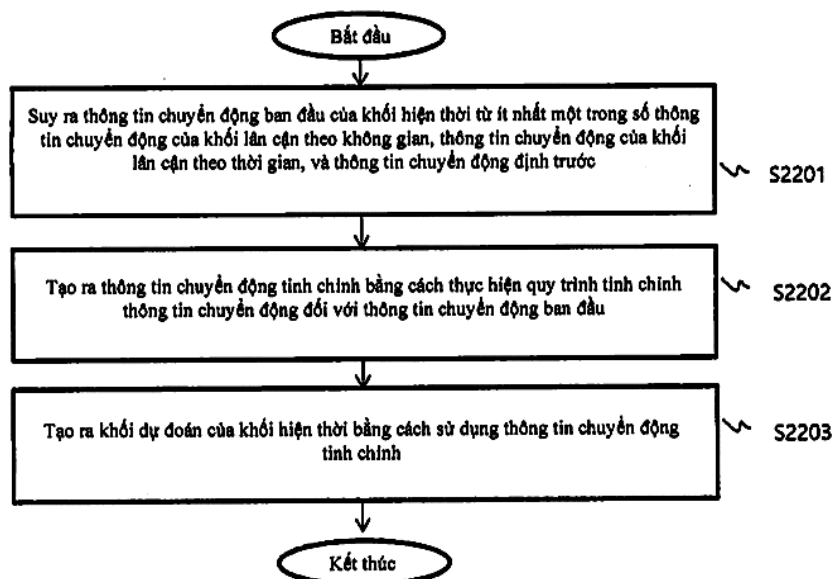 Bắt đầu
Suy ra thông tin chuyển động ban đầu của khối hiện thời từ ít nhất một trong số thông
tin chuyển động của khối lân cận theo không gian, thông tin chuyển động của khối
lân cận theo thời gian, và thông tin chuyển động định trước
S2201
Tạo ra thông tin chuyển động tinh chỉnh bằng cách thực hiện quy trình tinh chỉnh
thông tin chuyển động đối với thông tin chuyển động ban đầu
S2202
Tạo ra khối dự đoán của khối hiện thời bằng cách sử dụng thông tin chuyển động
tinh chỉnh
S2203
Kết thúc